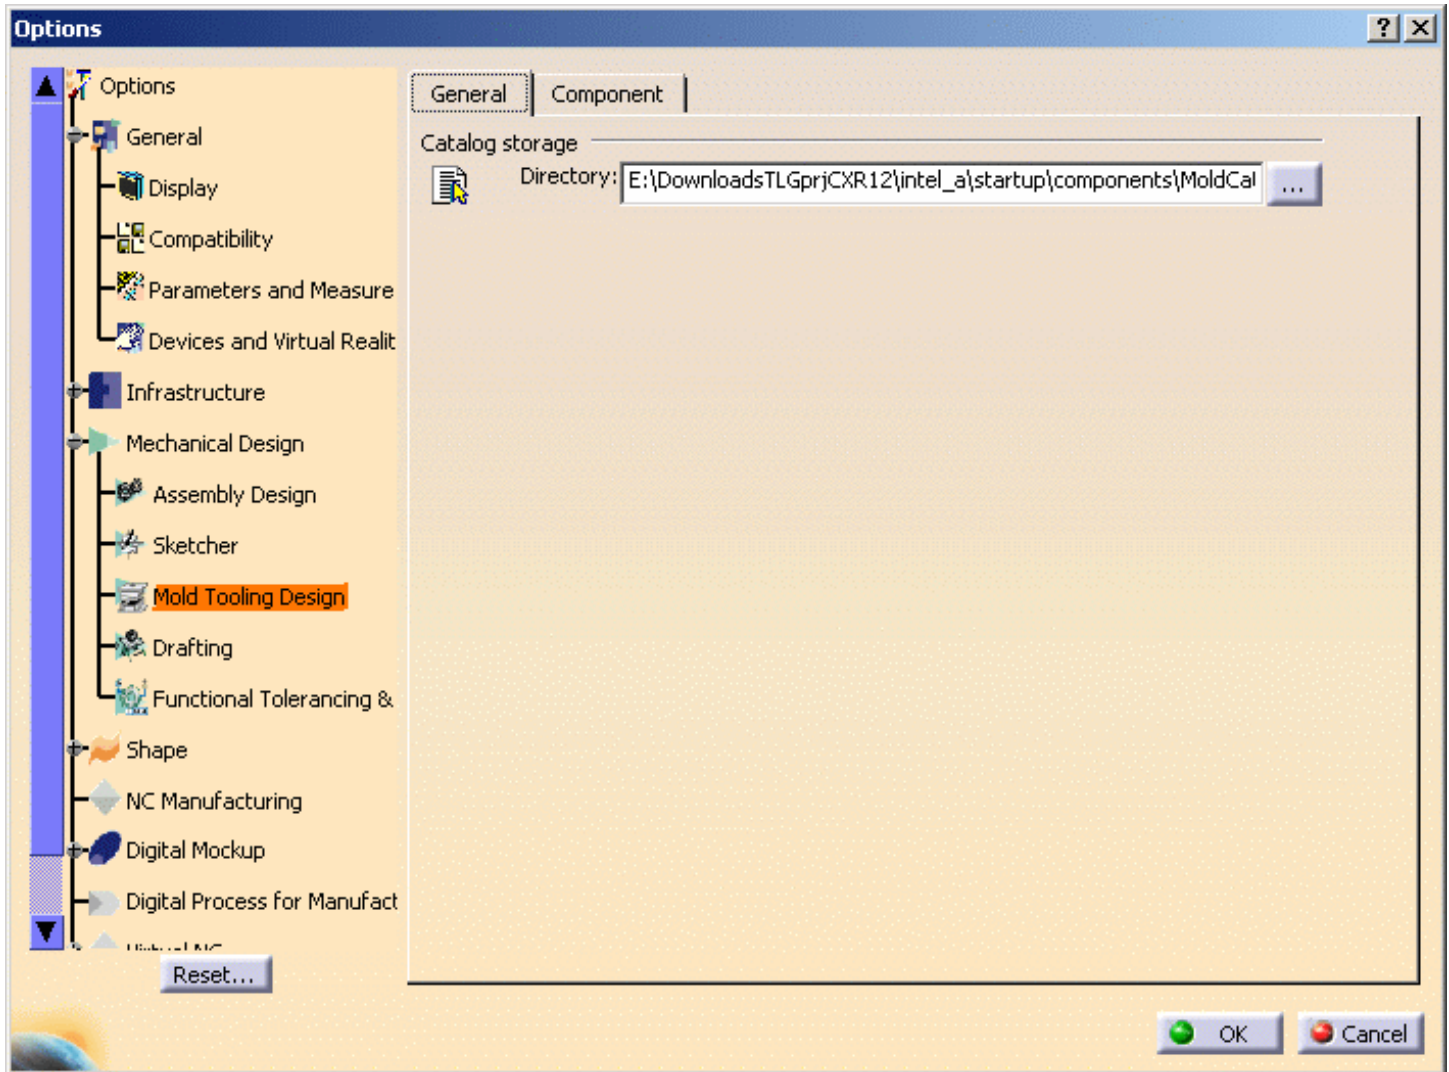 Options
Options
General
Display
Compatibility
Parameters and Measure
Devices and Virtual Realit
Infrastructure
Mechanical Design
Assembly Design
Sketcher
Mold Tooling Design
Drafting
Functional Tolerancing &
Shape
NC Manufacturing
Digital Mockup
Digital Process for Manufact
Virtual NC
Reset...
General Component
Catalog storage
Directory: E:\DownloadsTLGprjCXR12\intel_a\startup\components\MoldCat ...
OK Cancel